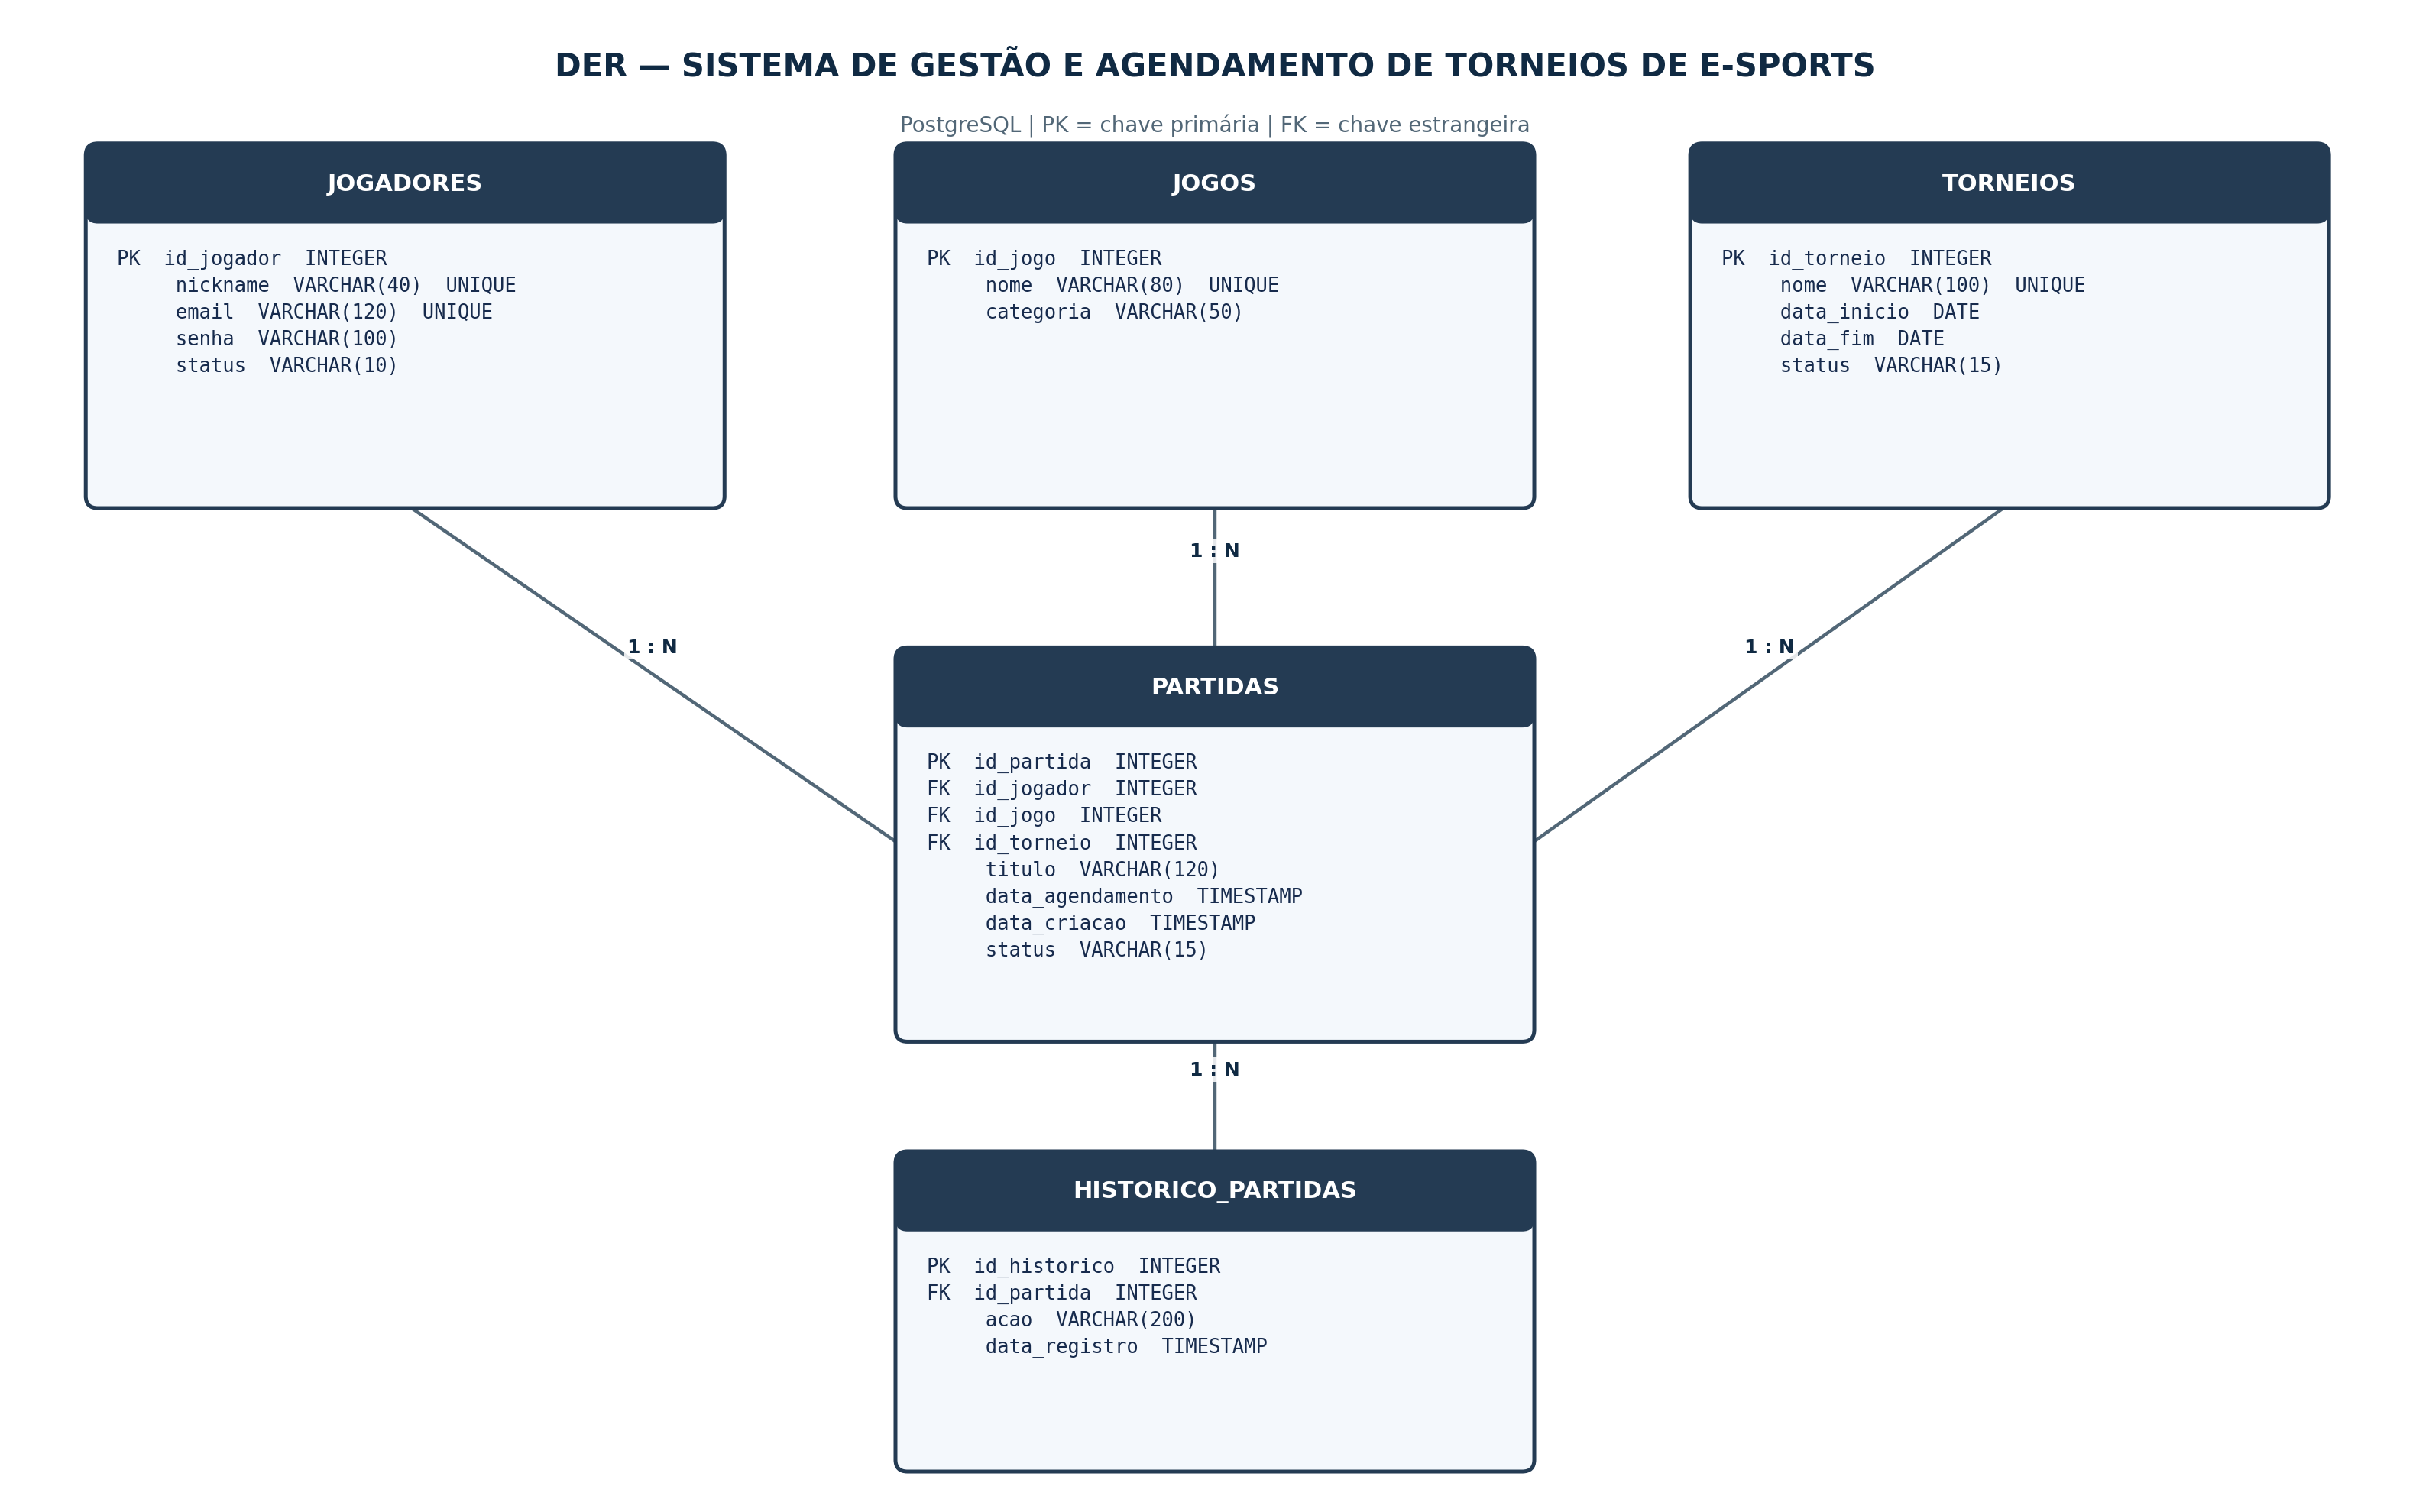 DER — SISTEMA DE GESTÃO E AGENDAMENTO DE TORNEIOS DE E-SPORTS
PostgreSQL | PK = chave primária | FK = chave estrangeira
JOGADORES
PK  id_jogador  INTEGER
nickname  VARCHAR(40)  UNIQUE
email  VARCHAR(120)  UNIQUE
senha  VARCHAR(100)
status  VARCHAR(10)
JOGOS
PK  id_jogo  INTEGER
nome  VARCHAR(80)  UNIQUE
categoria  VARCHAR(50)
TORNEIOS
PK  id_torneio  INTEGER
nome  VARCHAR(100)  UNIQUE
data_inicio  DATE
data_fim  DATE
status  VARCHAR(15)
1 : N
1 : N
1 : N
PARTIDAS
PK  id_partida  INTEGER
FK  id_jogador  INTEGER
FK  id_jogo  INTEGER
FK  id_torneio  INTEGER
titulo  VARCHAR(120)
data_agendamento  TIMESTAMP
data_criacao  TIMESTAMP
status  VARCHAR(15)
1 : N
HISTORICO_PARTIDAS
PK  id_historico  INTEGER
FK  id_partida  INTEGER
acao  VARCHAR(200)
data_registro  TIMESTAMP